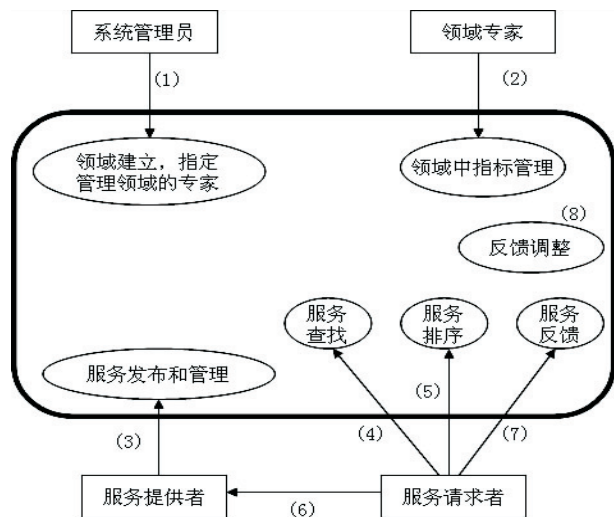 系统管理员
领域专家
(1)
(2)
领域建立，指定
管理领域的专家
领域中指标管理
(8)
反馈调整
服务
查找
服务
排序
服务
反馈
服务发布和管理
(3)
(4)
(5)
(7)
服务提供者
(6)
服务请求者